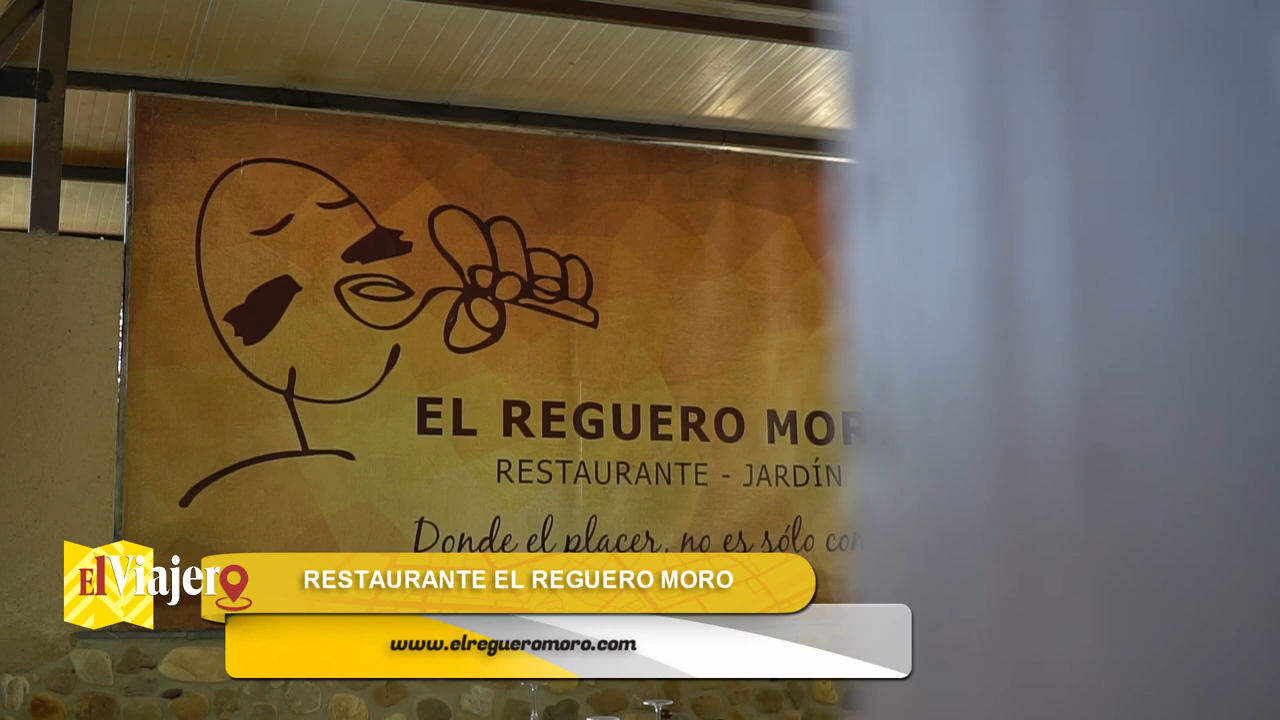 EL REGUERO MOR
RESTAURANTE - JARDÍN
Donde el placer, no es sólo
El Viajero
RESTAURANTE EL REGUERO MORO
www.elregueromoro.com